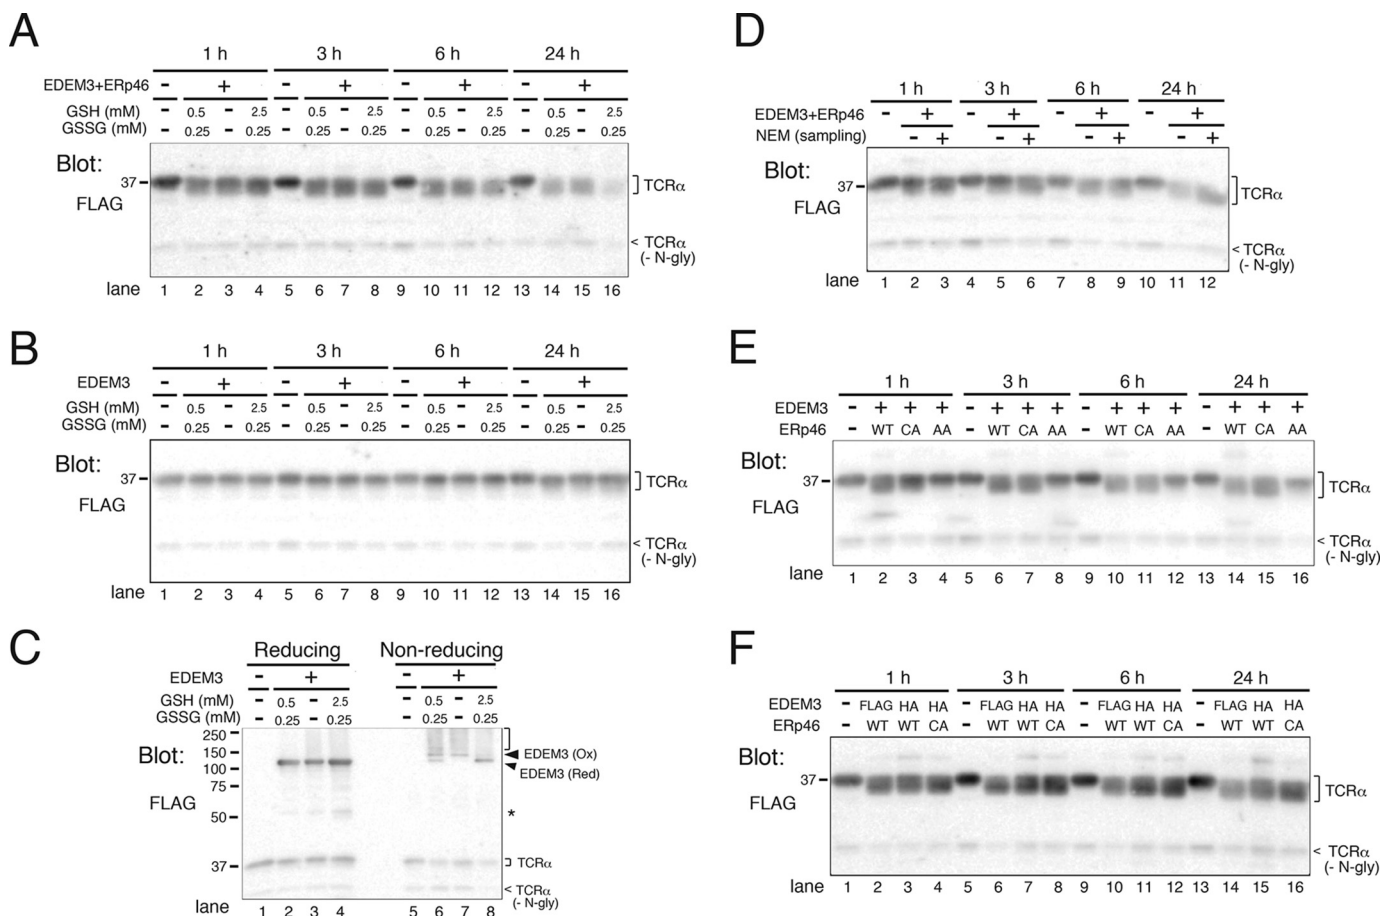 A
1 h 3 h 6 h 24 h
EDEM3+ERp46 - + - + - + - +
GSH (mM) - 0.5 - 2.5 - 0.5 - 2.5 - 0.5 - 2.5 - 0.5 - 2.5
GSSG (mM) 0.25 0.25 0.25 0.25 0.25 0.25 0.25 0.25
Blot:
37
FLAG
TCRα
< TCRα
(- N-gly)
lane 1 2 3 4 5 6 7 8 9 10 11 12 13 14 15 16
B
1 h 3 h 6 h 24 h
EDEM3 - + - + - + - +
GSH (mM) - 0.5 - 2.5 - 0.5 - 2.5 - 0.5 - 2.5 - 0.5 - 2.5
GSSG (mM) 0.25 0.25 0.25 0.25 0.25 0.25 0.25 0.25
Blot:
37
FLAG
TCRα
< TCRα
(- N-gly)
lane 1 2 3 4 5 6 7 8 9 10 11 12 13 14 15 16
C
Reducing Non-reducing
EDEM3 - + - +
GSH (mM) - 0.5 - 2.5 - 0.5 - 2.5
GSSG (mM) 0.25 0.25 0.25 0.25
Blot:
FLAG
250
150
100
75
50
37
EDEM3 (Ox)
EDEM3 (Red)
*
TCRα
< TCRα
(- N-gly)
lane 1 2 3 4 5 6 7 8
D
1 h 3 h 6 h 24 h
EDEM3+ERp46 - + - + - + - +
NEM (sampling) - + - + - + - +
Blot:
37
FLAG
TCRα
< TCRα
(- N-gly)
lane 1 2 3 4 5 6 7 8 9 10 11 12
E
1 h 3 h 6 h 24 h
EDEM3 - + + + - + + + - + + + - + + +
ERp46 WT CA AA WT CA AA WT CA AA WT CA AA
Blot:
37
FLAG
TCRα
< TCRα
(- N-gly)
lane 1 2 3 4 5 6 7 8 9 10 11 12 13 14 15 16
F
1 h 3 h 6 h 24 h
EDEM3 - FLAG HA HA - FLAG HA HA - FLAG HA HA - FLAG HA HA
ERp46 WT WT CA WT WT CA WT WT CA WT WT CA
Blot:
37
FLAG
TCRα
< TCRα
(- N-gly)
lane 1 2 3 4 5 6 7 8 9 10 11 12 13 14 15 16